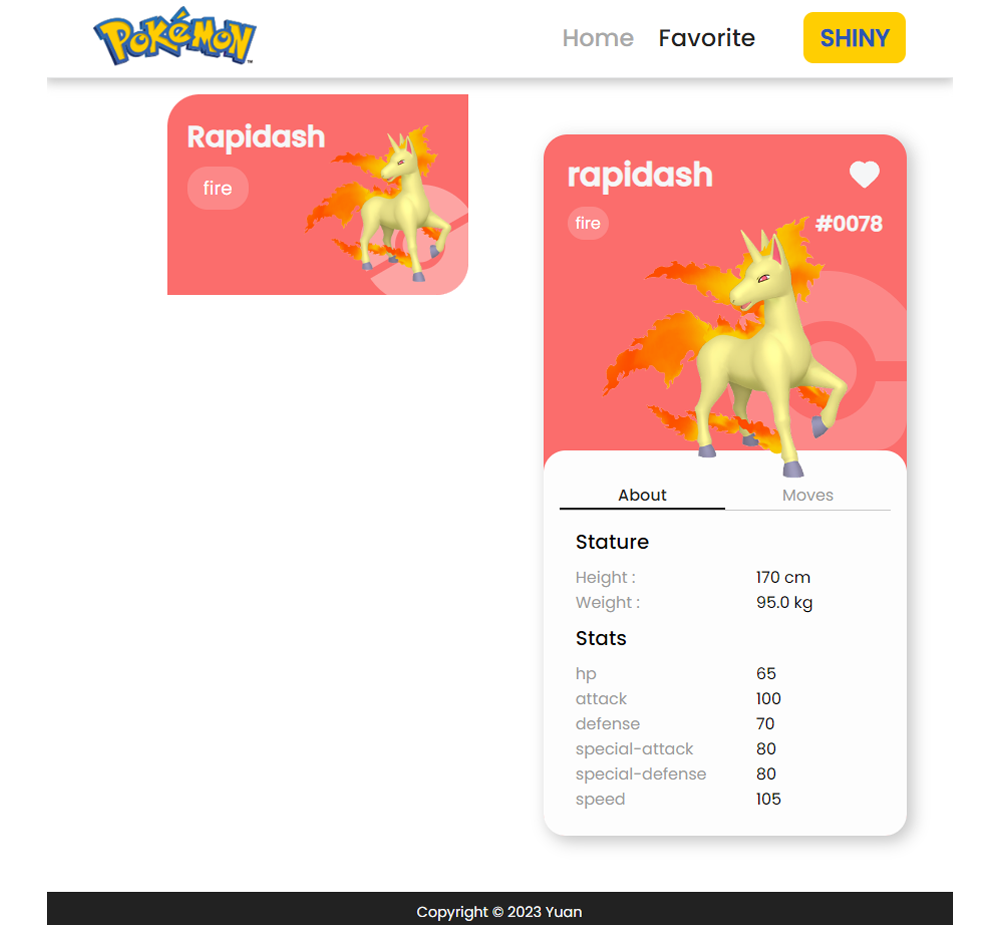 POKéMON™
Home Favorite SHINY
Rapidash
fire
rapidash
fire
#0078
About Moves
Stature
Height : 170 cm
Weight : 95.0 kg
Stats
hp 65
attack 100
defense 70
special-attack 80
special-defense 80
speed 105
Copyright © 2023 Yuan